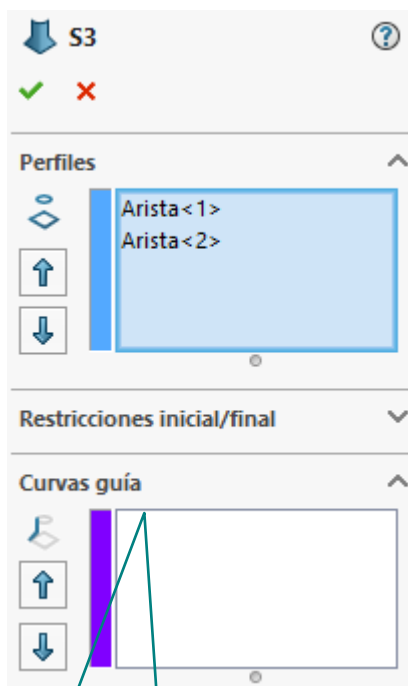 S3
Perfiles
Arista<1>
Arista<2>
Restricciones inicial/final
Curvas guía